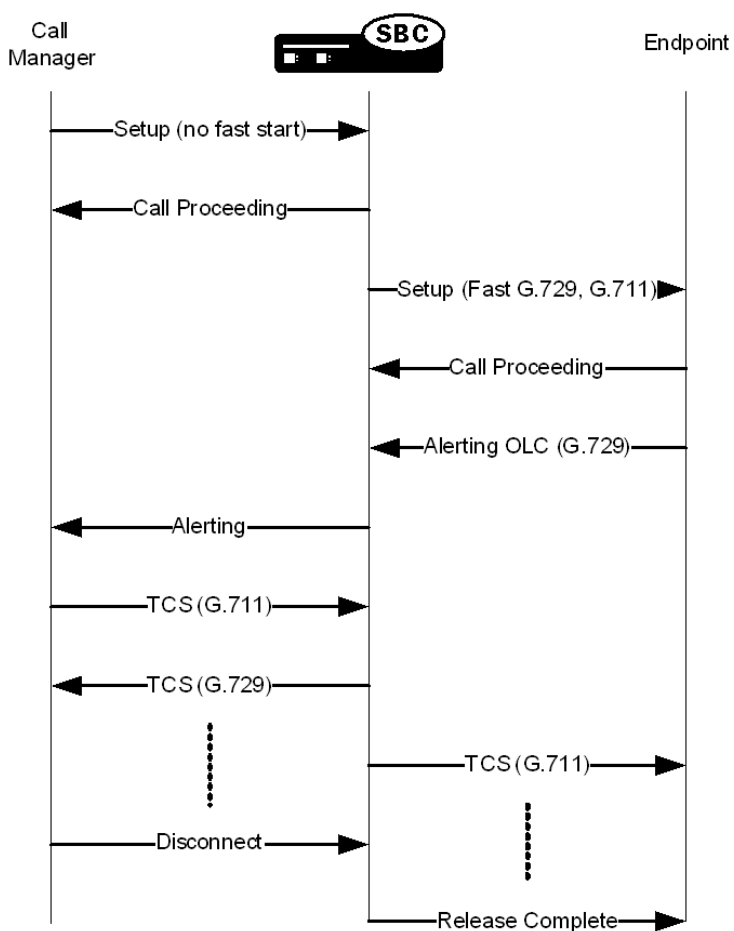 Call
Manager
SBC
Endpoint
Setup (no fast start)
Call Proceeding
Setup (Fast G.729, G.711)
Call Proceeding
Alerting OLC (G.729)
Alerting
TCS (G.711)
TCS (G.729)
TCS (G.711)
Disconnect
Release Complete